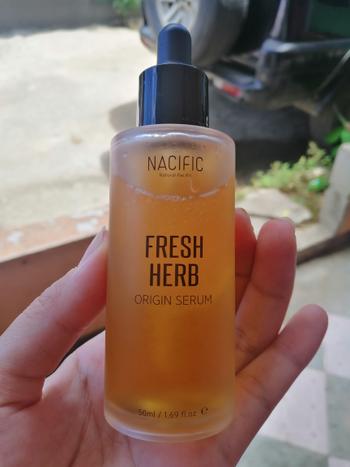 NACIFIC
Natural Pacific
FRESH
HERB
ORIGIN SERUM
50ml / 1.69 fl.oz ℮